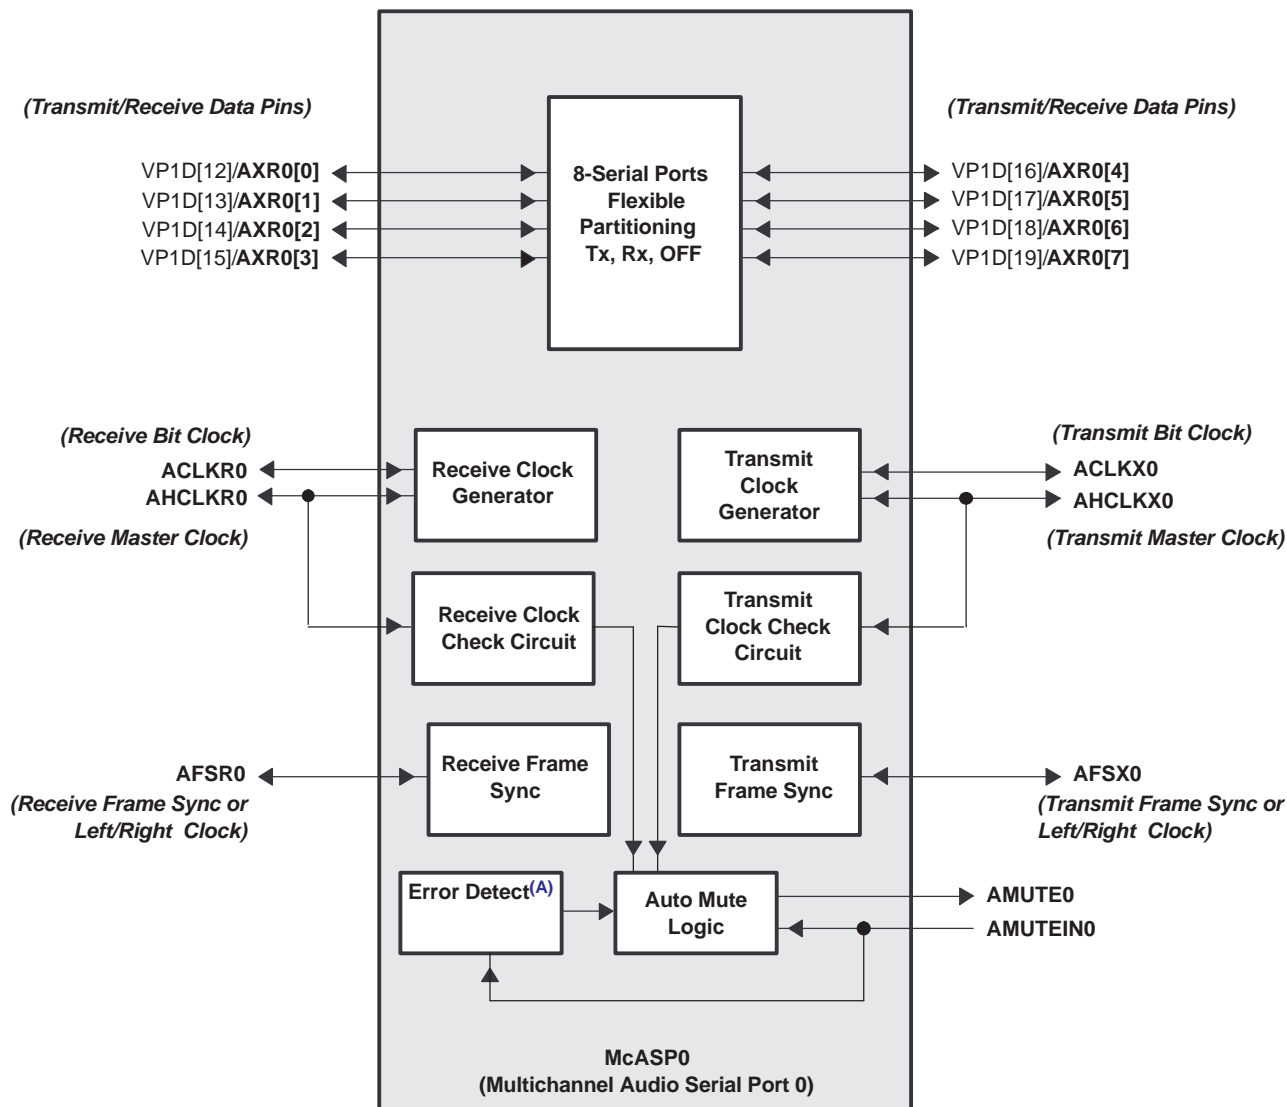 (Transmit/Receive Data Pins)
(Transmit/Receive Data Pins)
VP1D[12]/AXR0[0]
VP1D[13]/AXR0[1]
VP1D[14]/AXR0[2]
VP1D[15]/AXR0[3]
8-Serial Ports
Flexible
Partitioning
Tx, Rx, OFF
VP1D[16]/AXR0[4]
VP1D[17]/AXR0[5]
VP1D[18]/AXR0[6]
VP1D[19]/AXR0[7]
(Receive Bit Clock)
ACLKR0
AHCLKR0
(Receive Master Clock)
Receive Clock
Generator
Transmit
Clock
Generator
(Transmit Bit Clock)
ACLKX0
AHCLKX0
(Transmit Master Clock)
Receive Clock
Check Circuit
Transmit
Clock Check
Circuit
AFSR0
(Receive Frame Sync or
Left/Right Clock)
Receive Frame
Sync
Transmit
Frame Sync
AFSX0
(Transmit Frame Sync or
Left/Right Clock)
Error Detect(A)
Auto Mute
Logic
AMUTE0
AMUTEIN0
McASP0
(Multichannel Audio Serial Port 0)